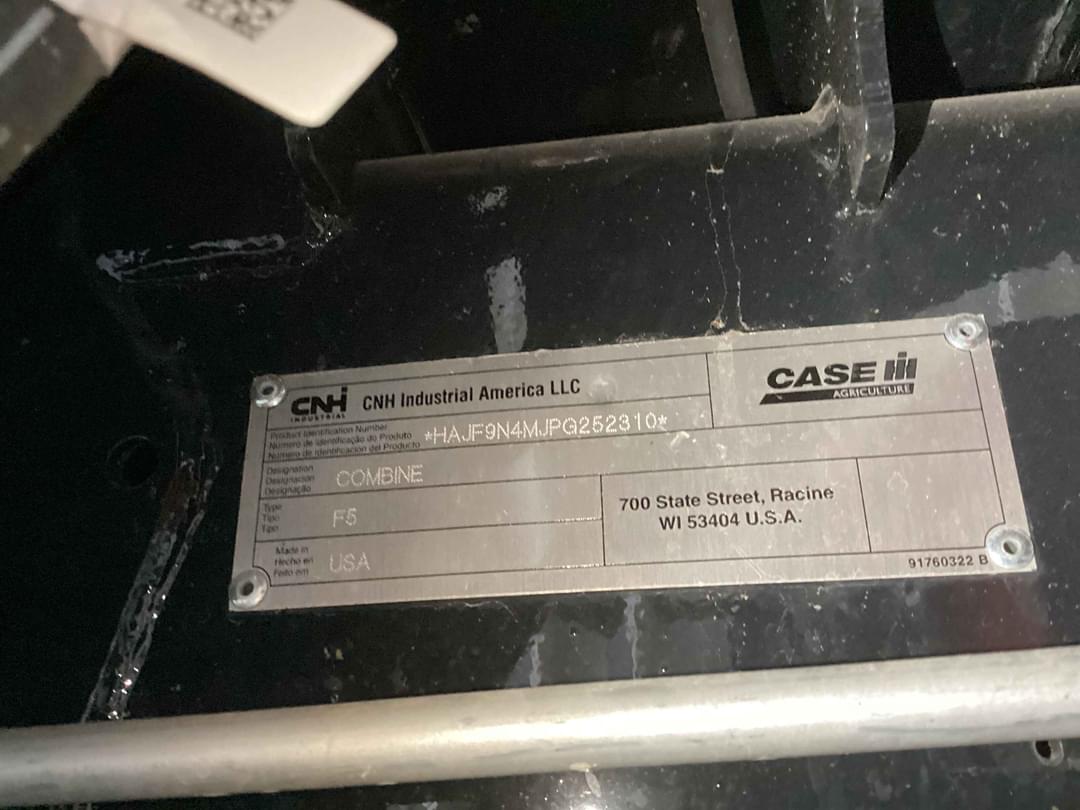 CNH INDUSTRIAL
CNH Industrial America LLC
CASE IH
AGRICULTURE
Product Identification Number
Número de identificação do Produto
Número de identificación del Producto
*HAJF9N4MJPG252310*
Designation
Designación
Designação
COMBINE
Type
Tipo
Tipo
F5
700 State Street, Racine
WI 53404 U.S.A.
Made in
Hecho en
Feito em
USA
91760322 B